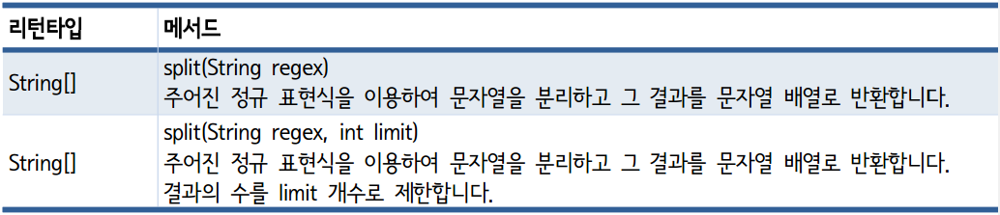 리턴타입 메서드
String[]
split(String regex)
주어진 정규 표현식을 이용하여 문자열을 분리하고 그 결과를 문자열 배열로 반환합니다.
String[]
split(String regex, int limit)
주어진 정규 표현식을 이용하여 문자열을 분리하고 그 결과를 문자열 배열로 반환합니다.
결과의 수를 limit 개수로 제한합니다.